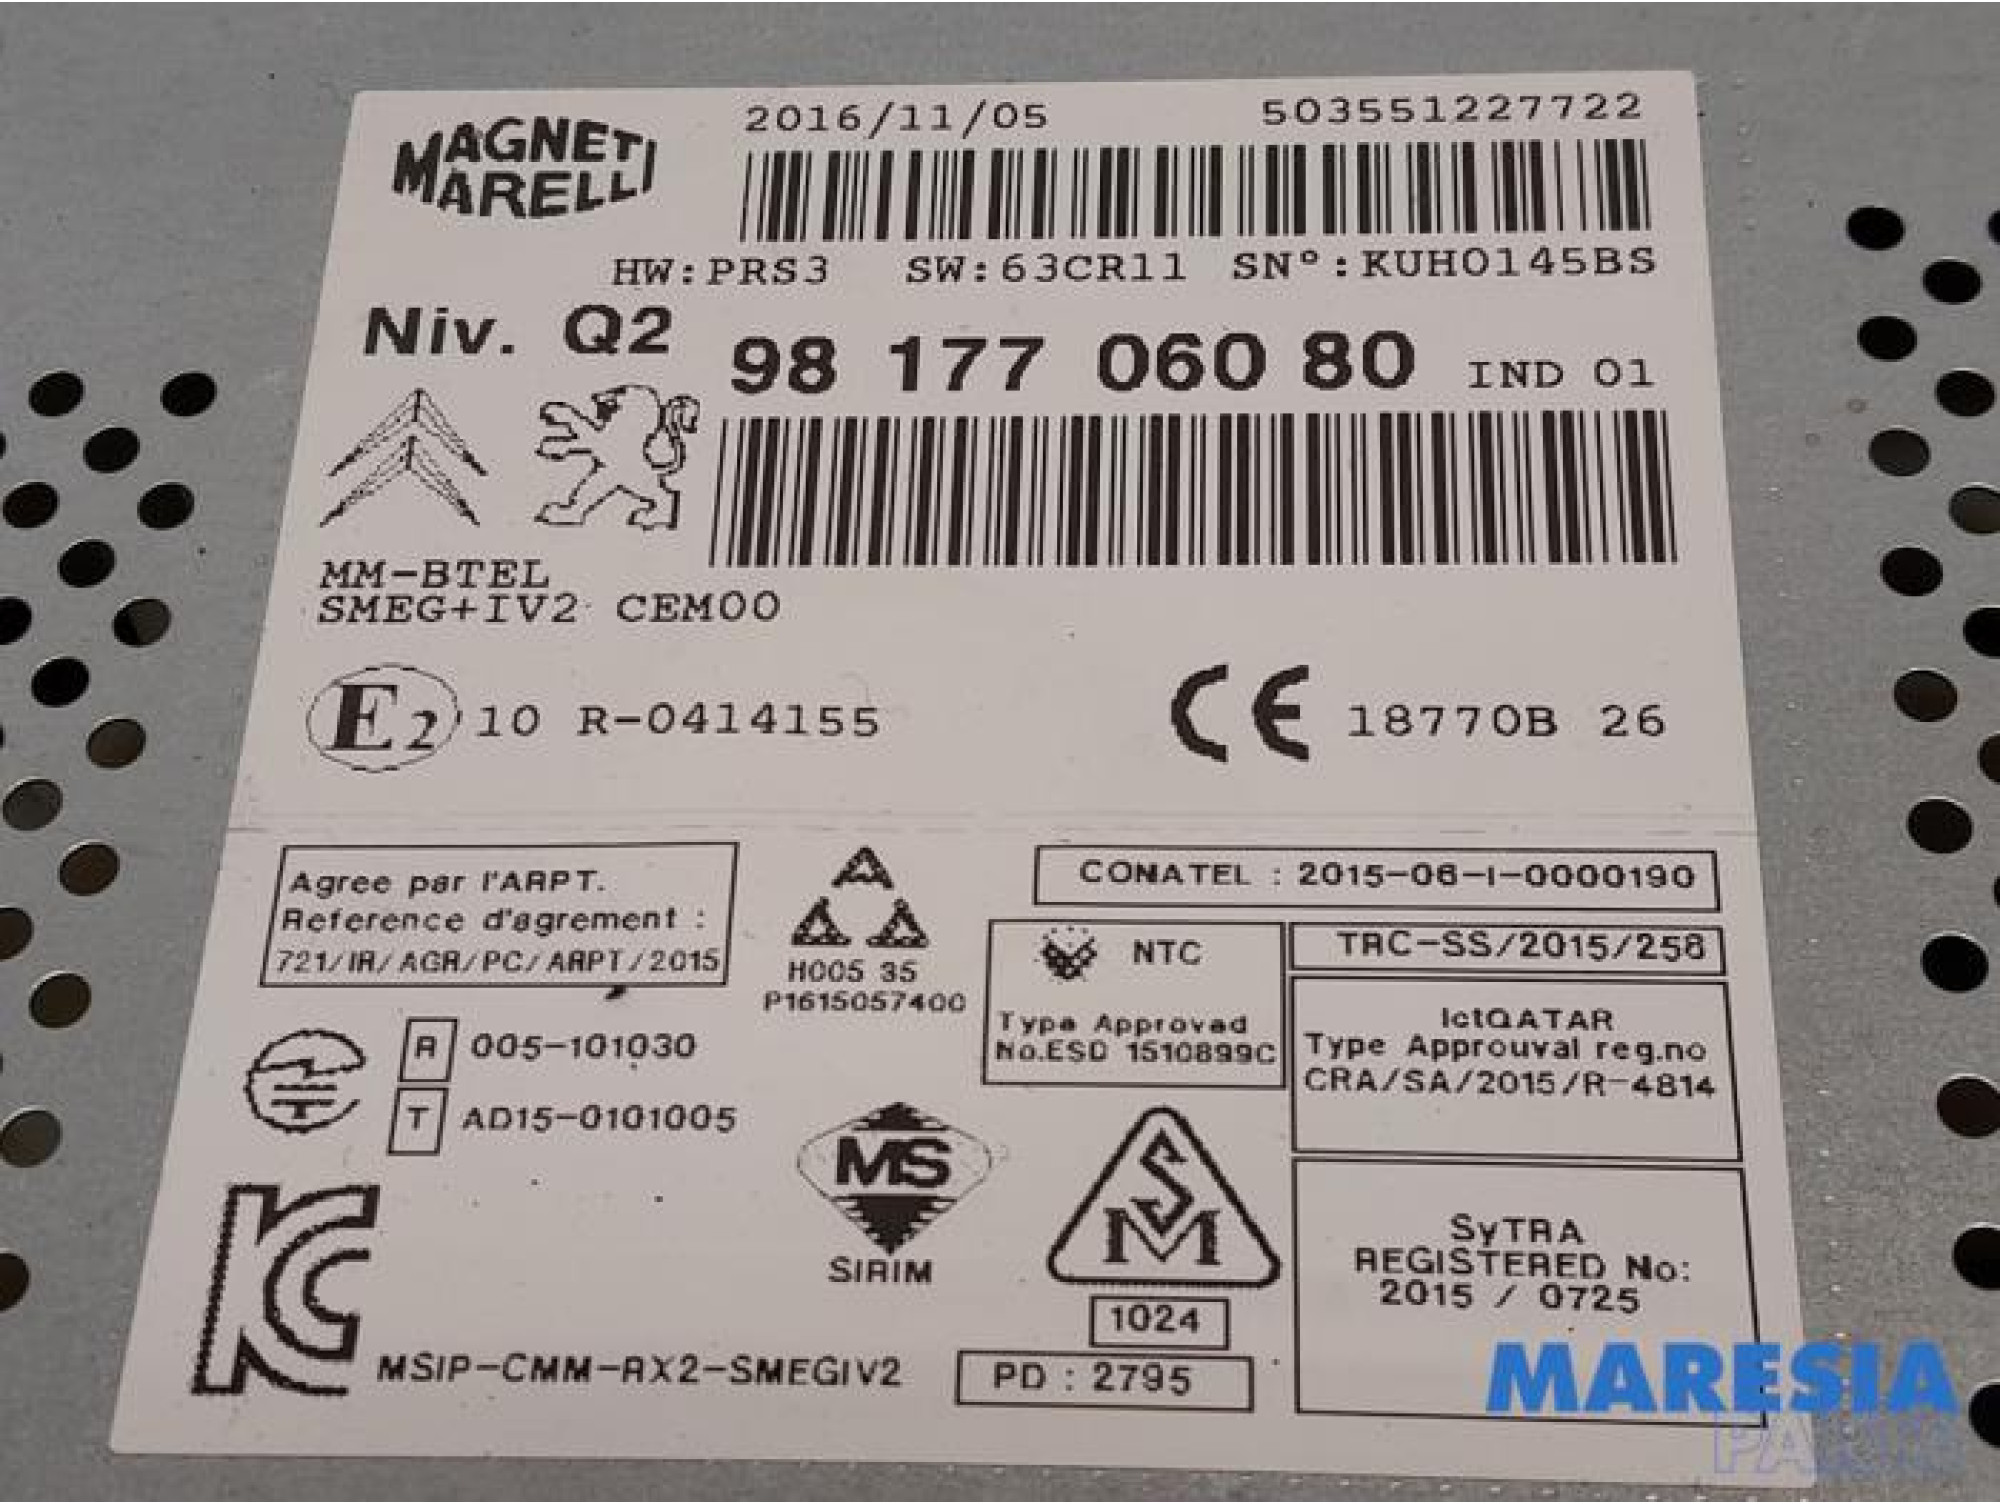 MAGNETI
MARELLI
2016/11/05 503551227722
HW:PRS3 SW:63CR11 SN°:KUH0145BS
Niv. Q2
98 177 060 80 IND 01
MM-BTEL
SMEG+IV2 CEM00
E2 10 R-0414155
CE 18770B 26
Agree par l'ARPT.
Reference d'agrement :
721/IR/AGR/PC/ARPT/2015
H005 35
P1615057400
CONATEL : 2015-06-I-0000190
NTC
Type Approved
No.ESD 1510899C
TRC-SS/2015/258
IctQATAR
Type Approuval reg.no
CRA/SA/2015/R-4814
R 005-101030
T AD15-0101005
MS
SIRIM
SM
1024
SyTRA
REGISTERED No:
2015 / 0725
KC
MSIP-CMM-RX2-SMEGIV2
PD : 2795
MARESIA
PARTS